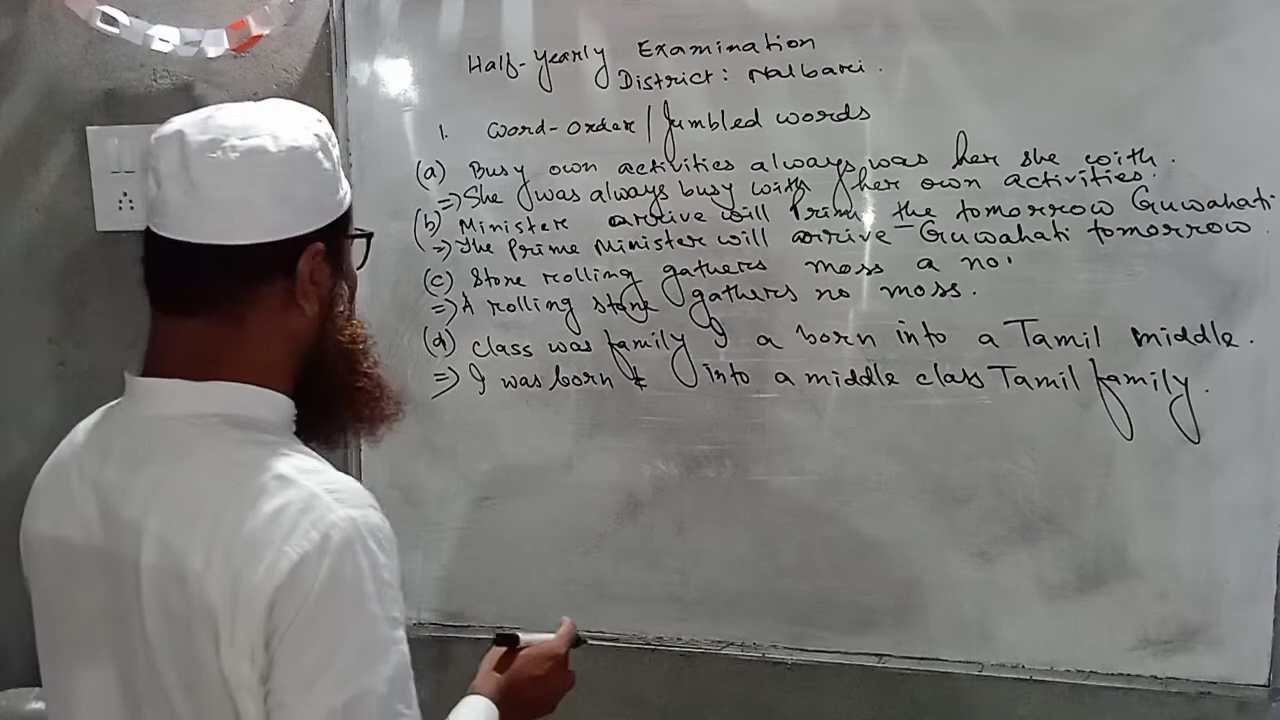 Half-Yearly Examination
District: Nalbari.
1. Word-Order/Jumbled words
(a) Busy own activities always was her she with.
=> She was always busy with her own activities.
(b) Minister arrive will Prime the tomorrow Guwahati.
=> The Prime Minister will arrive Guwahati tomorrow.
(c) Stone rolling gathers moss a no.
=> A rolling stone gathers no moss.
(d) Class was family I a born into a Tamil middle.
=> I was born into a middle class Tamil family.